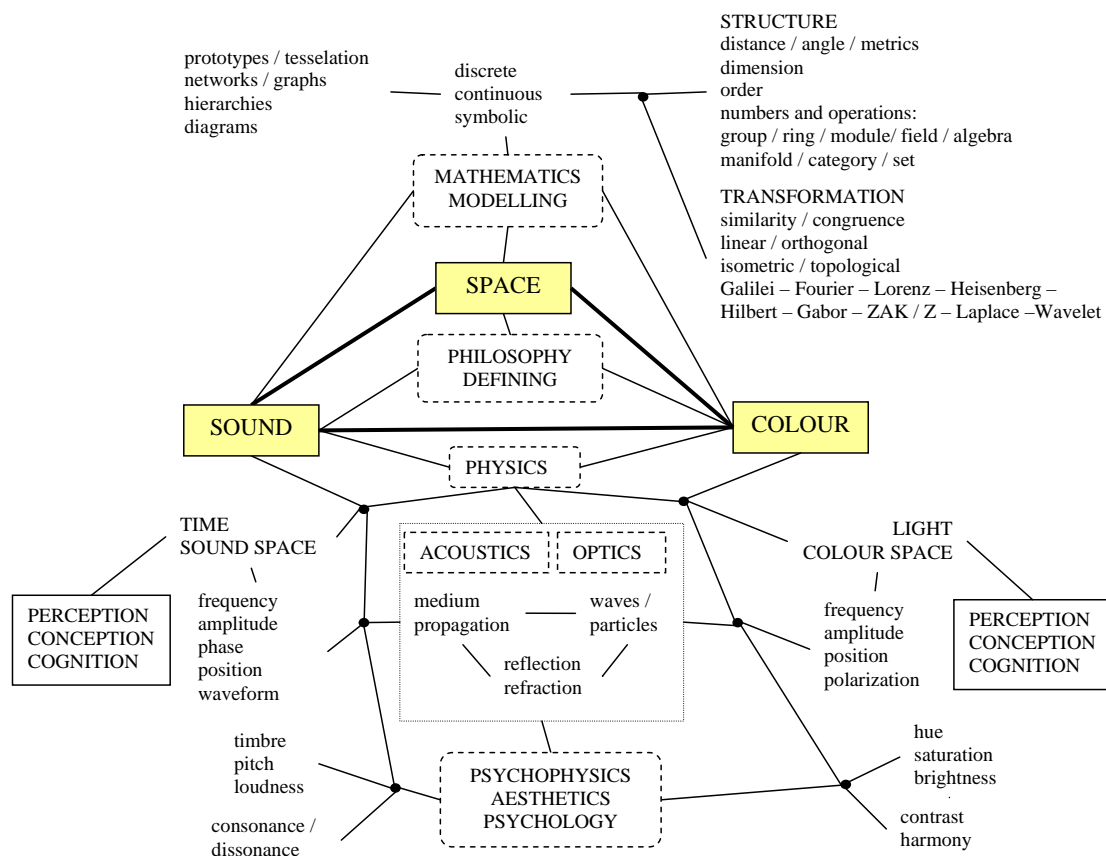 STRUCTURE
distance / angle / metrics
dimension
order
numbers and operations:
group / ring / module/ field / algebra
manifold / category / set
prototypes / tesselation
networks / graphs
hierarchies
diagrams
discrete
continuous
symbolic
MATHEMATICS
MODELLING
TRANSFORMATION
similarity / congruence
linear / orthogonal
isometric / topological
Galilei – Fourier – Lorenz – Heisenberg –
Hilbert – Gabor – ZAK / Z – Laplace –Wavelet
SPACE
PHILOSOPHY
DEFINING
SOUND
COLOUR
PHYSICS
TIME
SOUND SPACE
ACOUSTICS
OPTICS
LIGHT
COLOUR SPACE
PERCEPTION
CONCEPTION
COGNITION
frequency
amplitude
phase
position
waveform
medium
propagation
waves /
particles
reflection
refraction
frequency
amplitude
position
polarization
PERCEPTION
CONCEPTION
COGNITION
timbre
pitch
loudness
consonance /
dissonance
PSYCHOPHYSICS
AESTHETICS
PSYCHOLOGY
hue
saturation
brightness
contrast
harmony